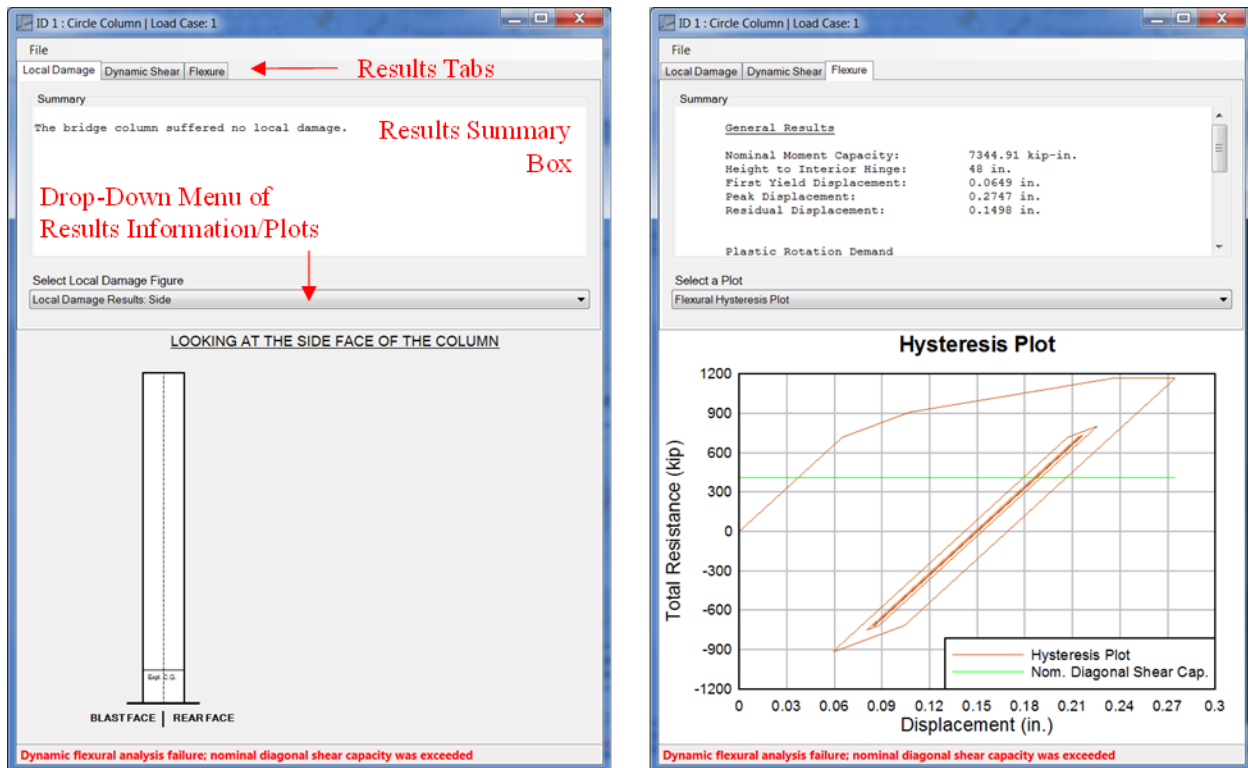 ID 1 : Circle Column | Load Case: 1
File
Local Damage Dynamic Shear Flexure
Results Tabs
Summary
The bridge column suffered no local damage.
Results Summary
Box
Drop-Down Menu of
Results Information/Plots
Select Local Damage Figure
Local Damage Results: Side
LOOKING AT THE SIDE FACE OF THE COLUMN
Expl. C.G.
BLAST FACE | REAR FACE
Dynamic flexural analysis failure; nominal diagonal shear capacity was exceeded
ID 1 : Circle Column | Load Case: 1
File
Local Damage Dynamic Shear Flexure
Summary
General Results
Nominal Moment Capacity: 7344.91 kip-in.
Height to Interior Hinge: 48 in.
First Yield Displacement: 0.0649 in.
Peak Displacement: 0.2747 in.
Residual Displacement: 0.1498 in.
Plastic Rotation Demand
Select a Plot
Flexural Hysteresis Plot
Hysteresis Plot
Total Resistance (kip)
1200
900
600
300
0
-300
-600
-900
-1200
Hysteresis Plot
Nom. Diagonal Shear Cap.
0 0.03 0.06 0.09 0.12 0.15 0.18 0.21 0.24 0.27 0.3
Displacement (in.)
Dynamic flexural analysis failure; nominal diagonal shear capacity was exceeded